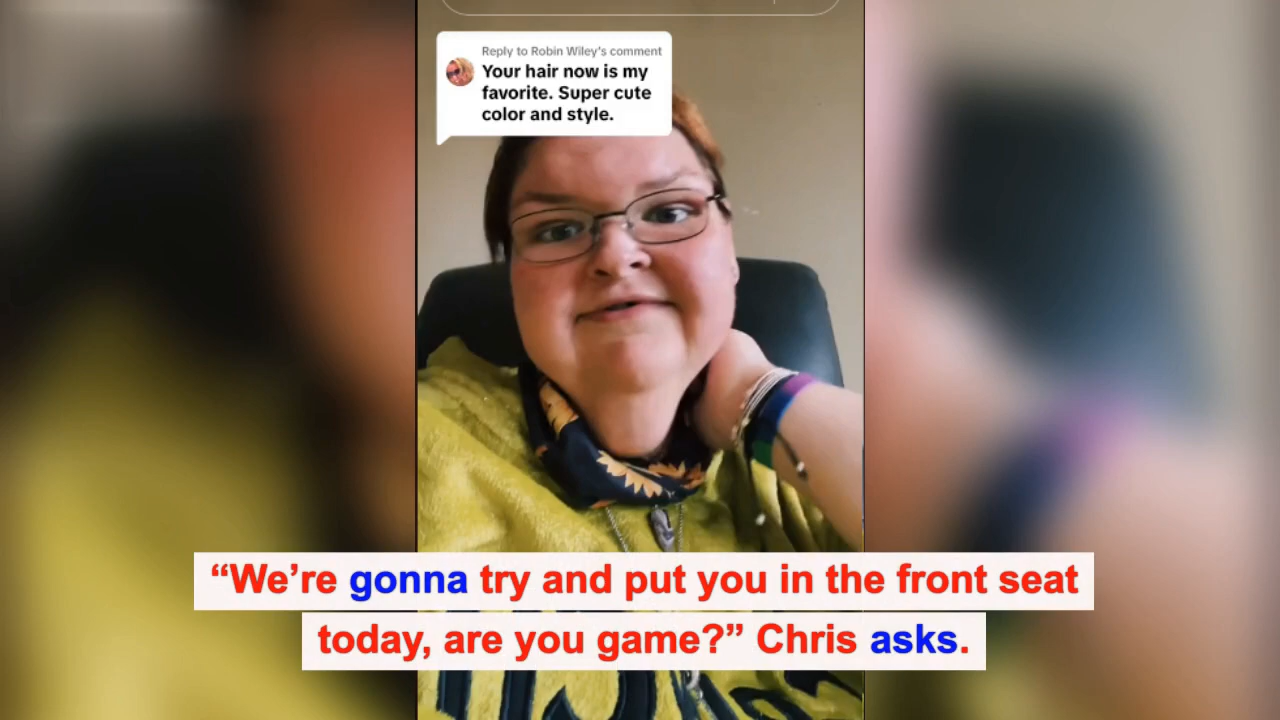 Reply to Robin Wiley's comment
Your hair now is my
favorite. Super cute
color and style.
“We’re gonna try and put you in the front seat
today, are you game?” Chris asks.